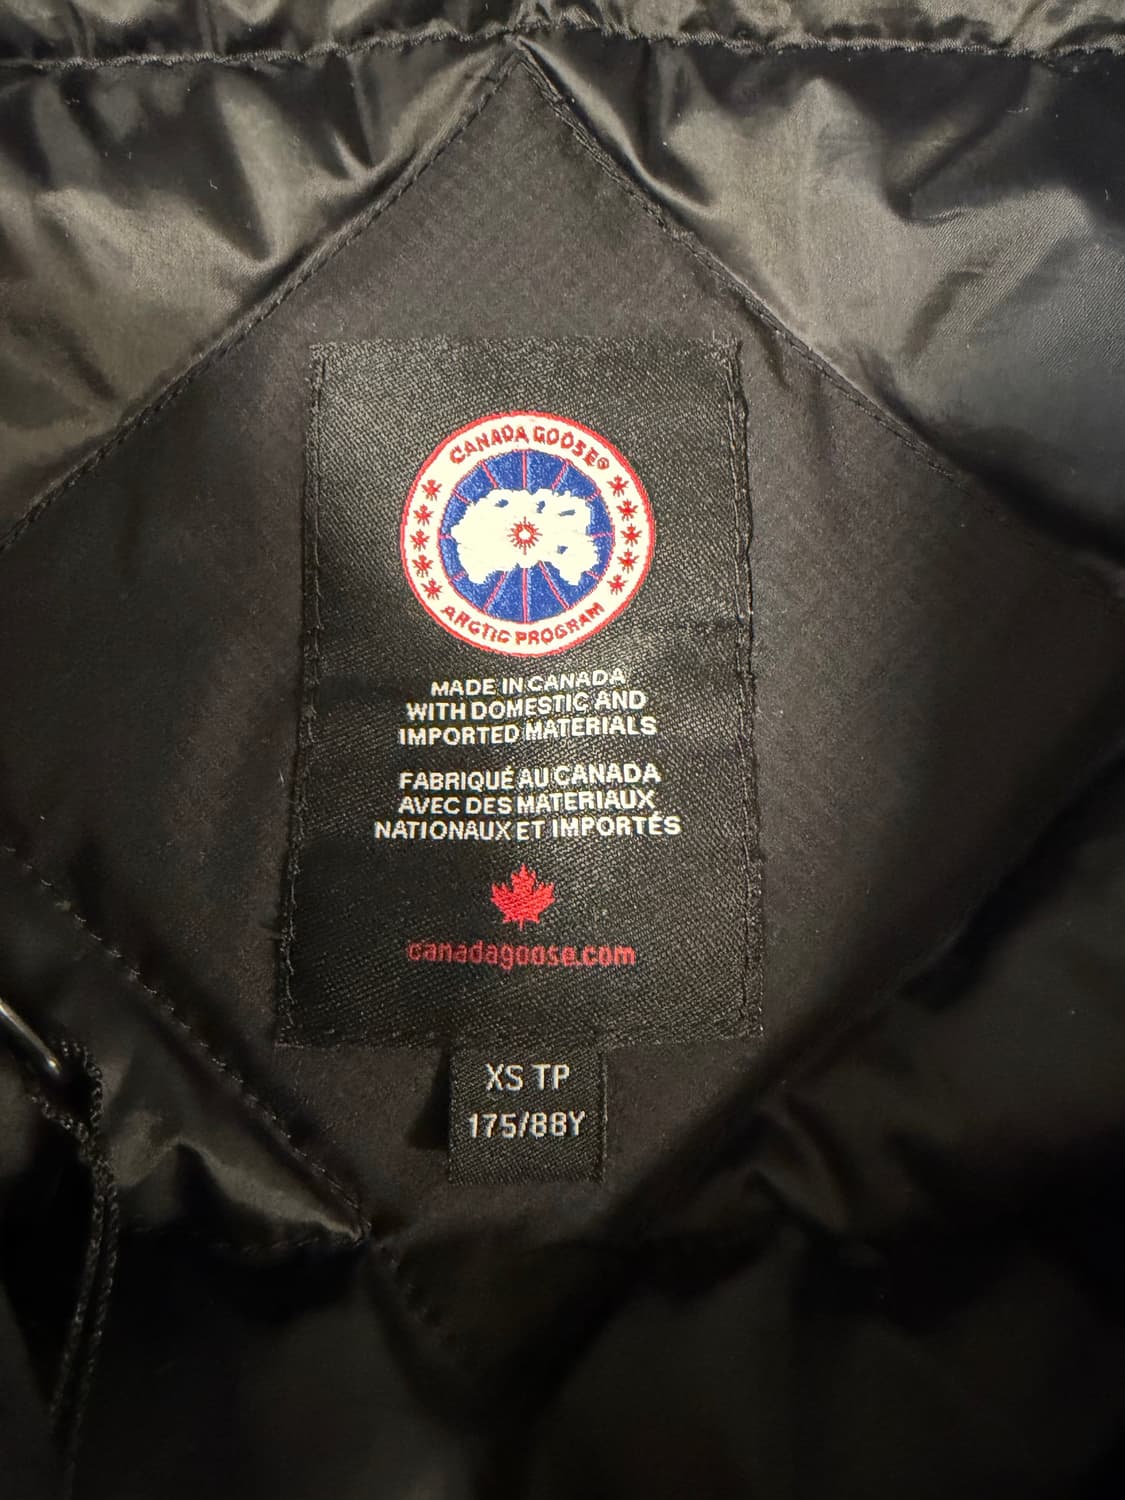 CANADA GOOSE®
ARCTIC PROGRAM
MADE IN CANADA
WITH DOMESTIC AND
IMPORTED MATERIALS
FABRIQUÉ AU CANADA
AVEC DES MATERIAUX
NATIONAUX ET IMPORTÉS
canadagoose.com
XS TP
175/88Y